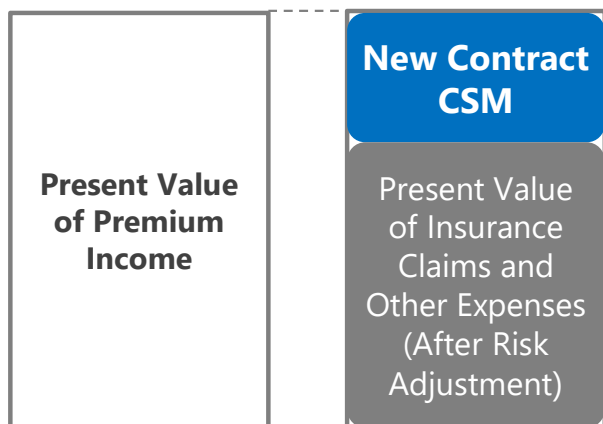 Present Value
of Premium
Income
New Contract
CSM
Present Value
of Insurance
Claims and
Other Expenses
(After Risk
Adjustment)